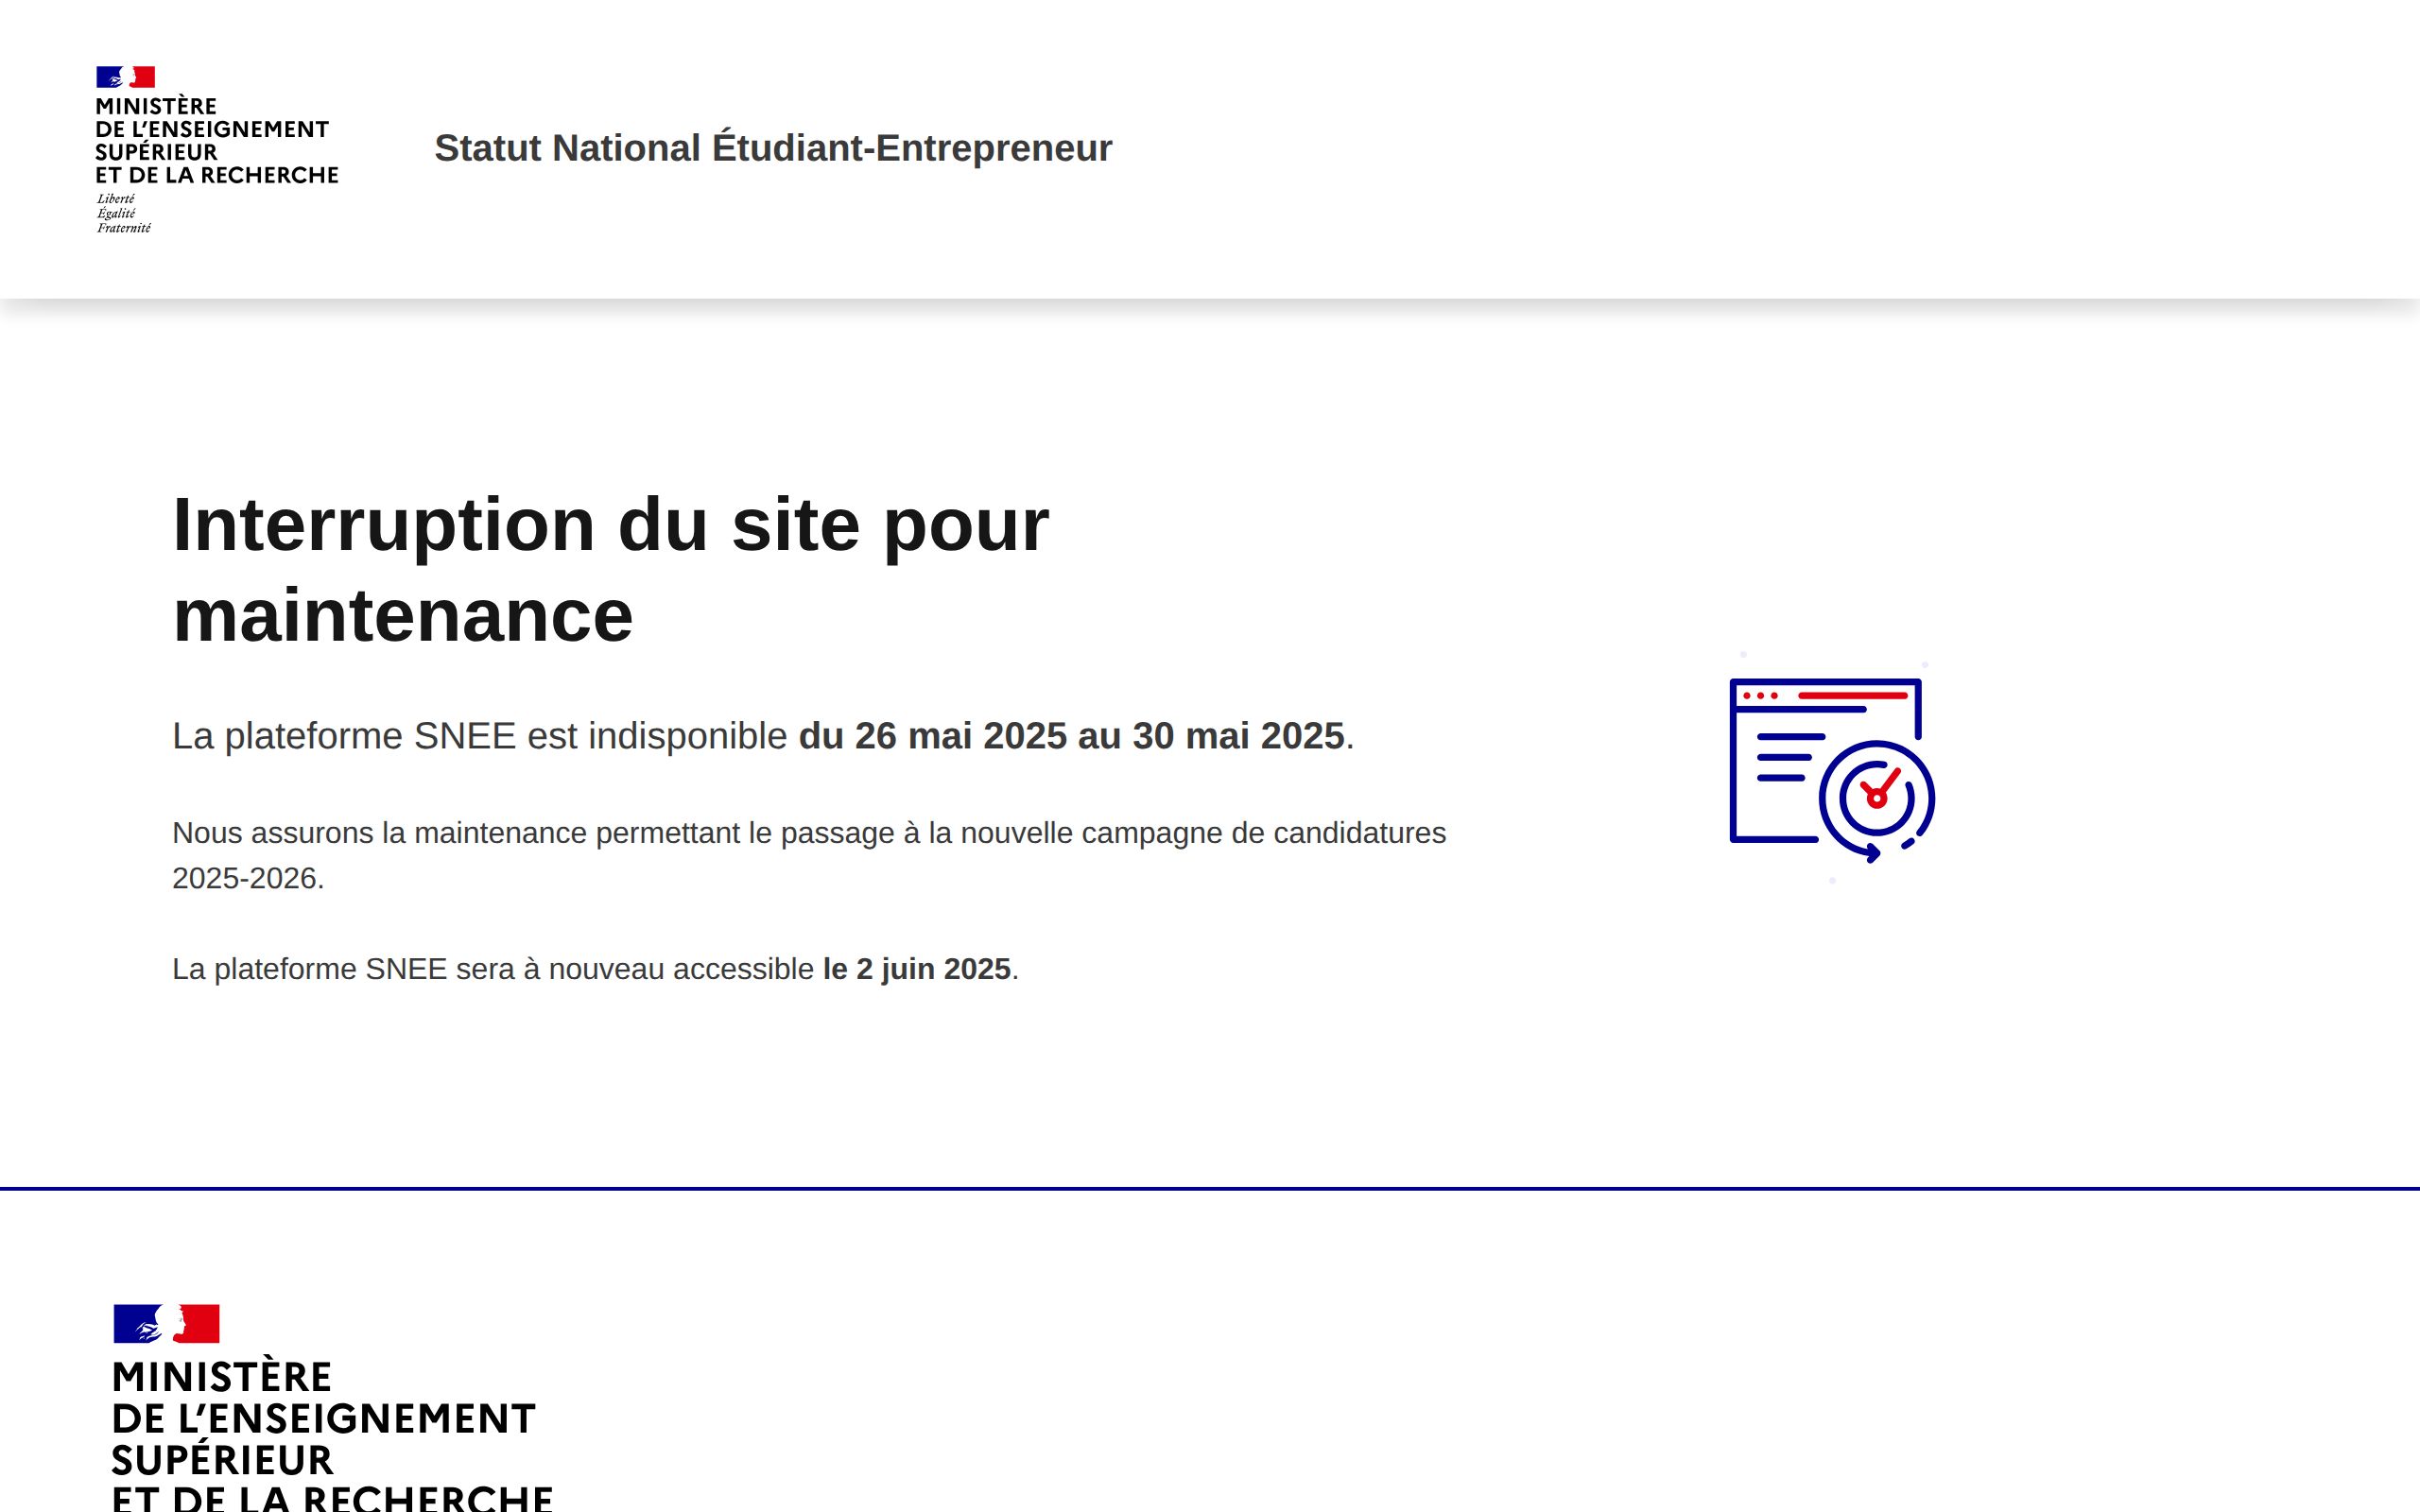 MINISTÈRE
DE L’ENSEIGNEMENT
SUPÉRIEUR
ET DE LA RECHERCHE
Liberté
Égalité
Fraternité
Statut National Étudiant-Entrepreneur
Interruption du site pour
maintenance
La plateforme SNEE est indisponible du 26 mai 2025 au 30 mai 2025.
Nous assurons la maintenance permettant le passage à la nouvelle campagne de candidatures
2025-2026.
La plateforme SNEE sera à nouveau accessible le 2 juin 2025.
MINISTÈRE
DE L’ENSEIGNEMENT
SUPÉRIEUR
ET DE LA RECHERCHE